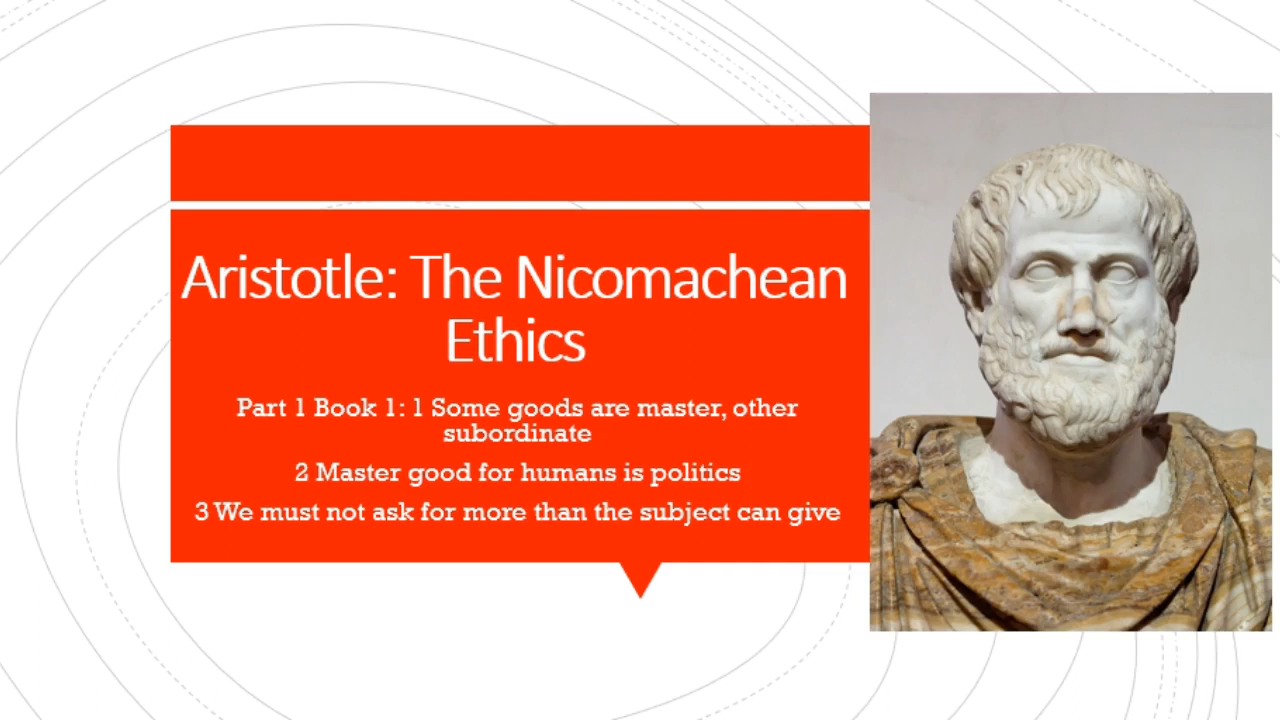 Aristotle: The Nicomachean
Ethics
Part 1 Book 1: 1 Some goods are master, other
subordinate
2 Master good for humans is politics
3 We must not ask for more than the subject can give